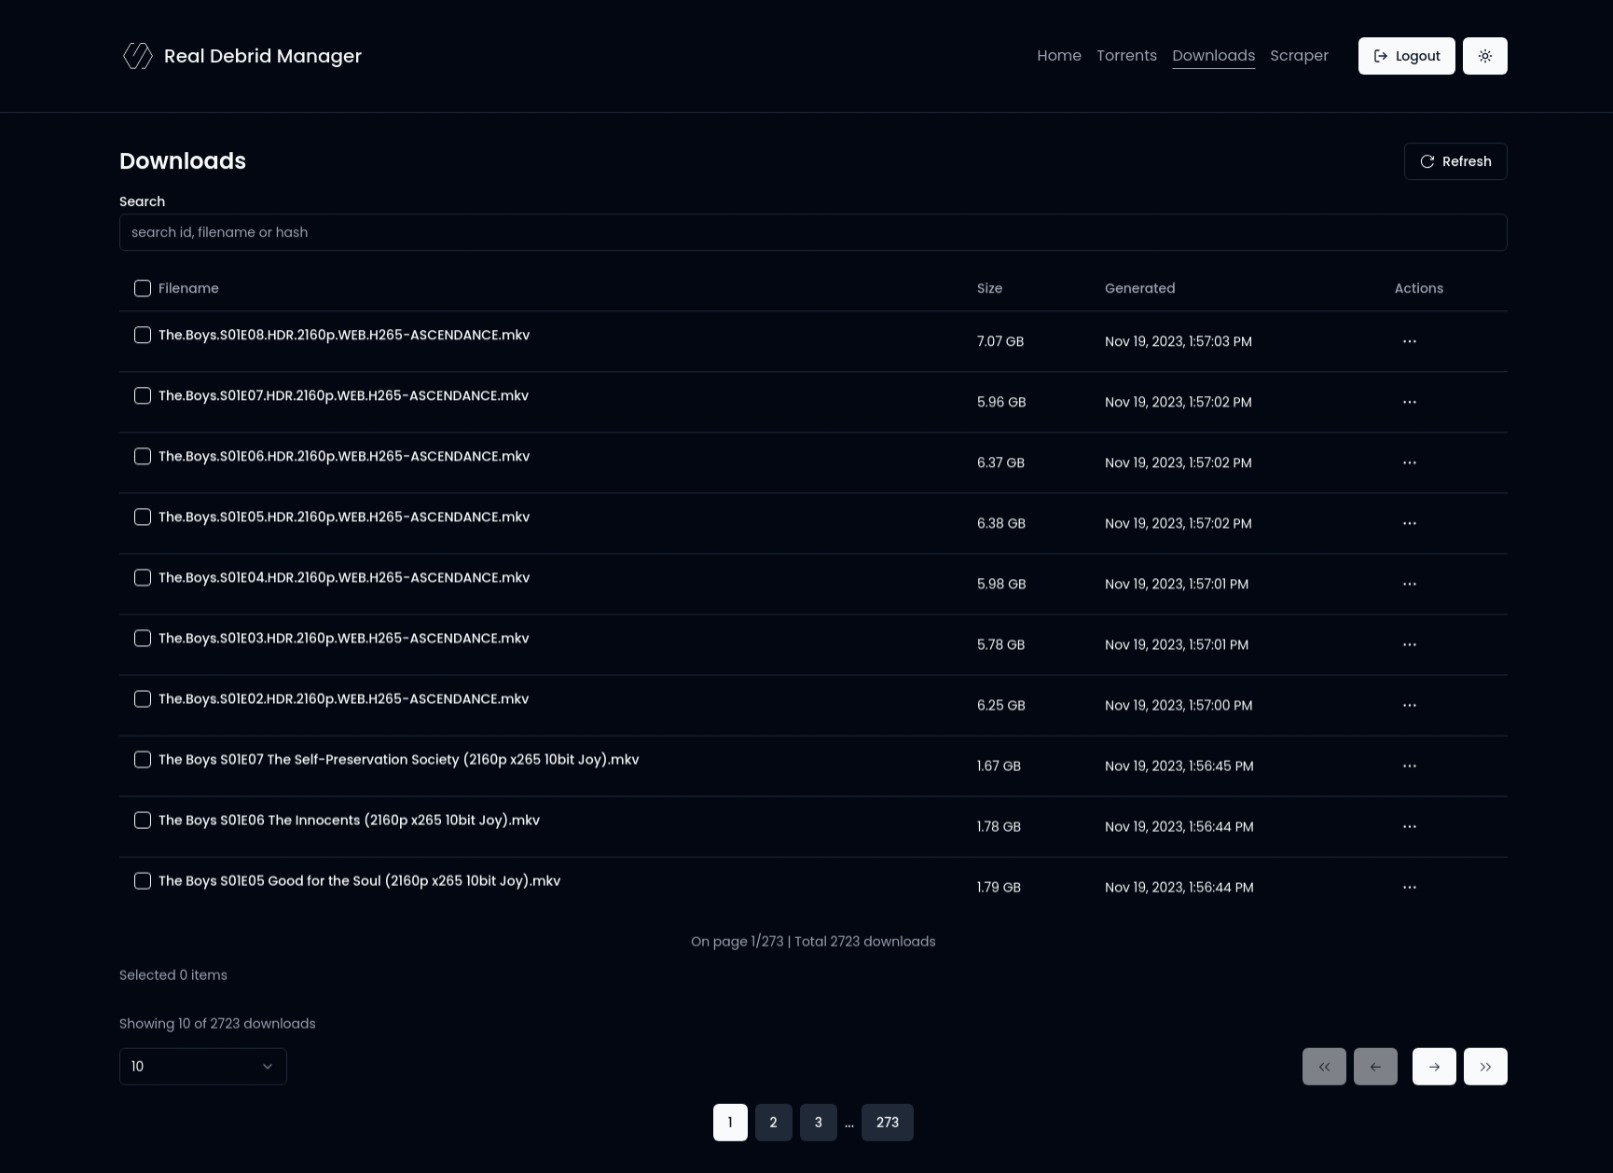 Real Debrid Manager
Home Torrents Downloads Scraper Logout
Downloads
Refresh
Search
search id, filename or hash
Filename Size Generated Actions
The.Boys.S01E08.HDR.2160p.WEB.H265-ASCENDANCE.mkv 7.07 GB Nov 19, 2023, 1:57:03 PM ...
The.Boys.S01E07.HDR.2160p.WEB.H265-ASCENDANCE.mkv 5.96 GB Nov 19, 2023, 1:57:02 PM ...
The.Boys.S01E06.HDR.2160p.WEB.H265-ASCENDANCE.mkv 6.37 GB Nov 19, 2023, 1:57:02 PM ...
The.Boys.S01E05.HDR.2160p.WEB.H265-ASCENDANCE.mkv 6.38 GB Nov 19, 2023, 1:57:02 PM ...
The.Boys.S01E04.HDR.2160p.WEB.H265-ASCENDANCE.mkv 5.98 GB Nov 19, 2023, 1:57:01 PM ...
The.Boys.S01E03.HDR.2160p.WEB.H265-ASCENDANCE.mkv 5.78 GB Nov 19, 2023, 1:57:01 PM ...
The.Boys.S01E02.HDR.2160p.WEB.H265-ASCENDANCE.mkv 6.25 GB Nov 19, 2023, 1:57:00 PM ...
The Boys S01E07 The Self-Preservation Society (2160p x265 10bit Joy).mkv 1.67 GB Nov 19, 2023, 1:56:45 PM ...
The Boys S01E06 The Innocents (2160p x265 10bit Joy).mkv 1.78 GB Nov 19, 2023, 1:56:44 PM ...
The Boys S01E05 Good for the Soul (2160p x265 10bit Joy).mkv 1.79 GB Nov 19, 2023, 1:56:44 PM ...
On page 1/273 | Total 2723 downloads
Selected 0 items
Showing 10 of 2723 downloads
10
1 2 3 ... 273